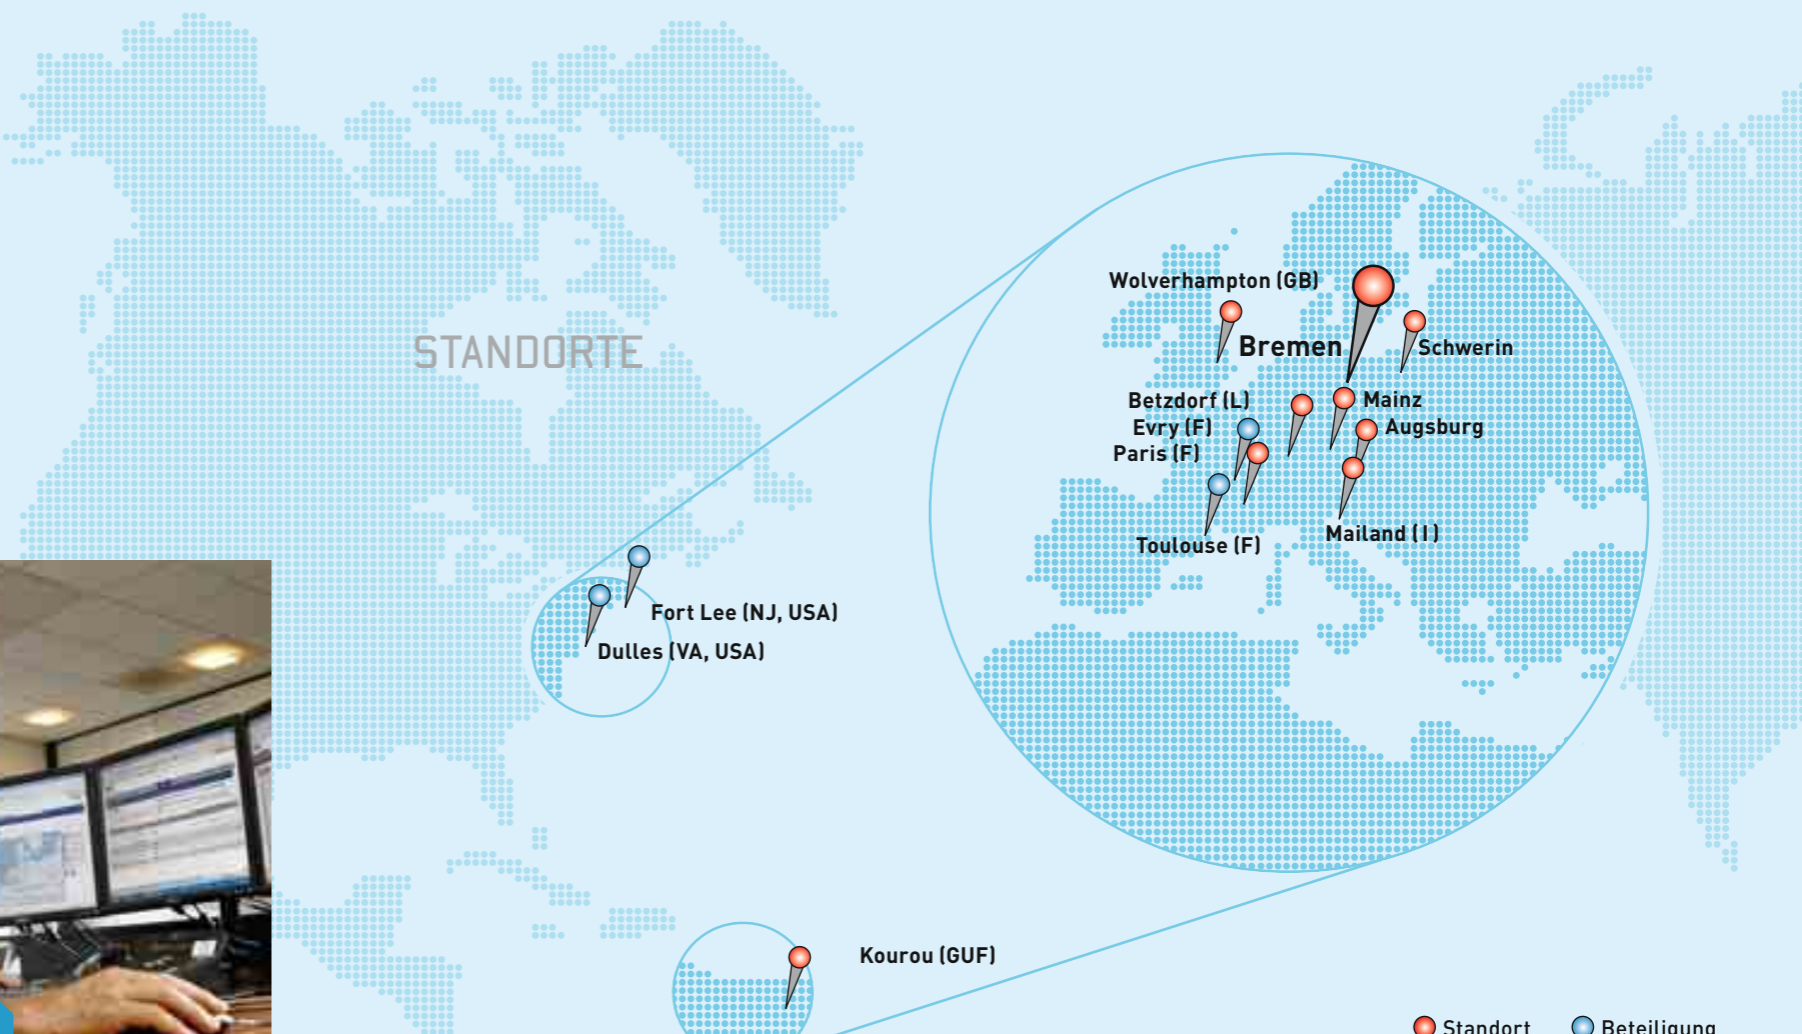 STANDORTE
Wolverhampton (GB)
Bremen
Schwerin
Betzdorf (L)
Mainz
Evry (F)
Augsburg
Paris (F)
Toulouse (F)
Mailand (I)
Fort Lee (NJ, USA)
Dulles (VA, USA)
Kourou (GUF)
Standort
Beteiligung